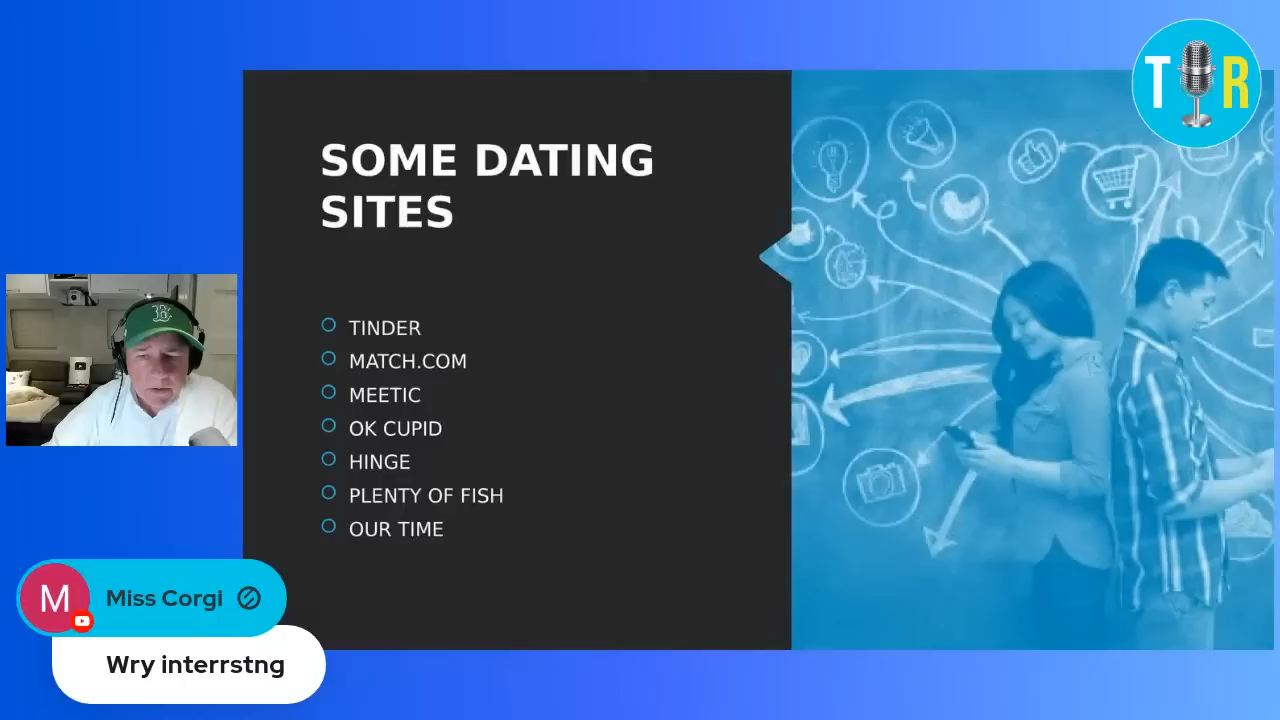 T R
SOME DATING
SITES
TINDER
MATCH.COM
MEETIC
OK CUPID
HINGE
PLENTY OF FISH
OUR TIME
B
M
Miss Corgi
Wry interrstng